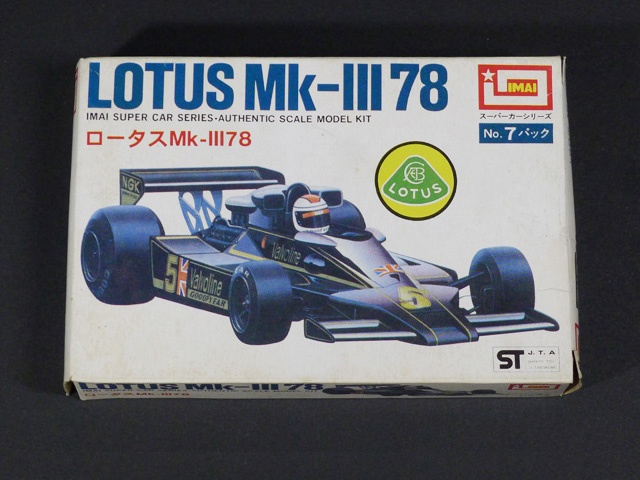 LOTUS Mk-III 78
IMAI SUPER CAR SERIES-AUTHENTIC SCALE MODEL KIT
ロータスMk-III78
IMAI
スーパーカーシリーズ
No.7パック
LOTUS
NGK
Valvoline
5
Valvoline
GOODYEAR
5
ST
J.T.A
LOTUS Mk-III 78
ロータスMk-III78
IMAI